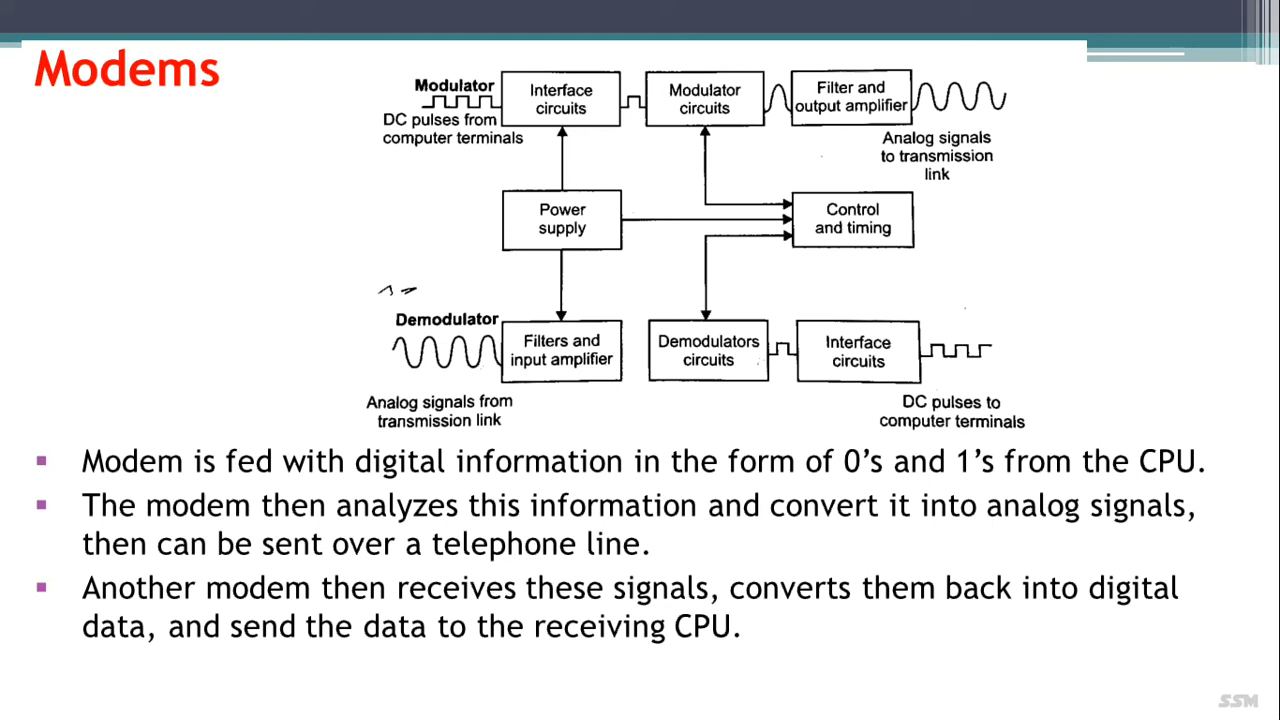 Modems
Modulator
DC pulses from
computer terminals
Interface
circuits
Modulator
circuits
Filter and
output amplifier
Analog signals
to transmission
link
Power
supply
Control
and timing
Demodulator
Analog signals from
transmission link
Filters and
input amplifier
Demodulators
circuits
Interface
circuits
DC pulses to
computer terminals
Modem is fed with digital information in the form of 0’s and 1’s from the CPU.
The modem then analyzes this information and convert it into analog signals,
then can be sent over a telephone line.
Another modem then receives these signals, converts them back into digital
data, and send the data to the receiving CPU.
SSM